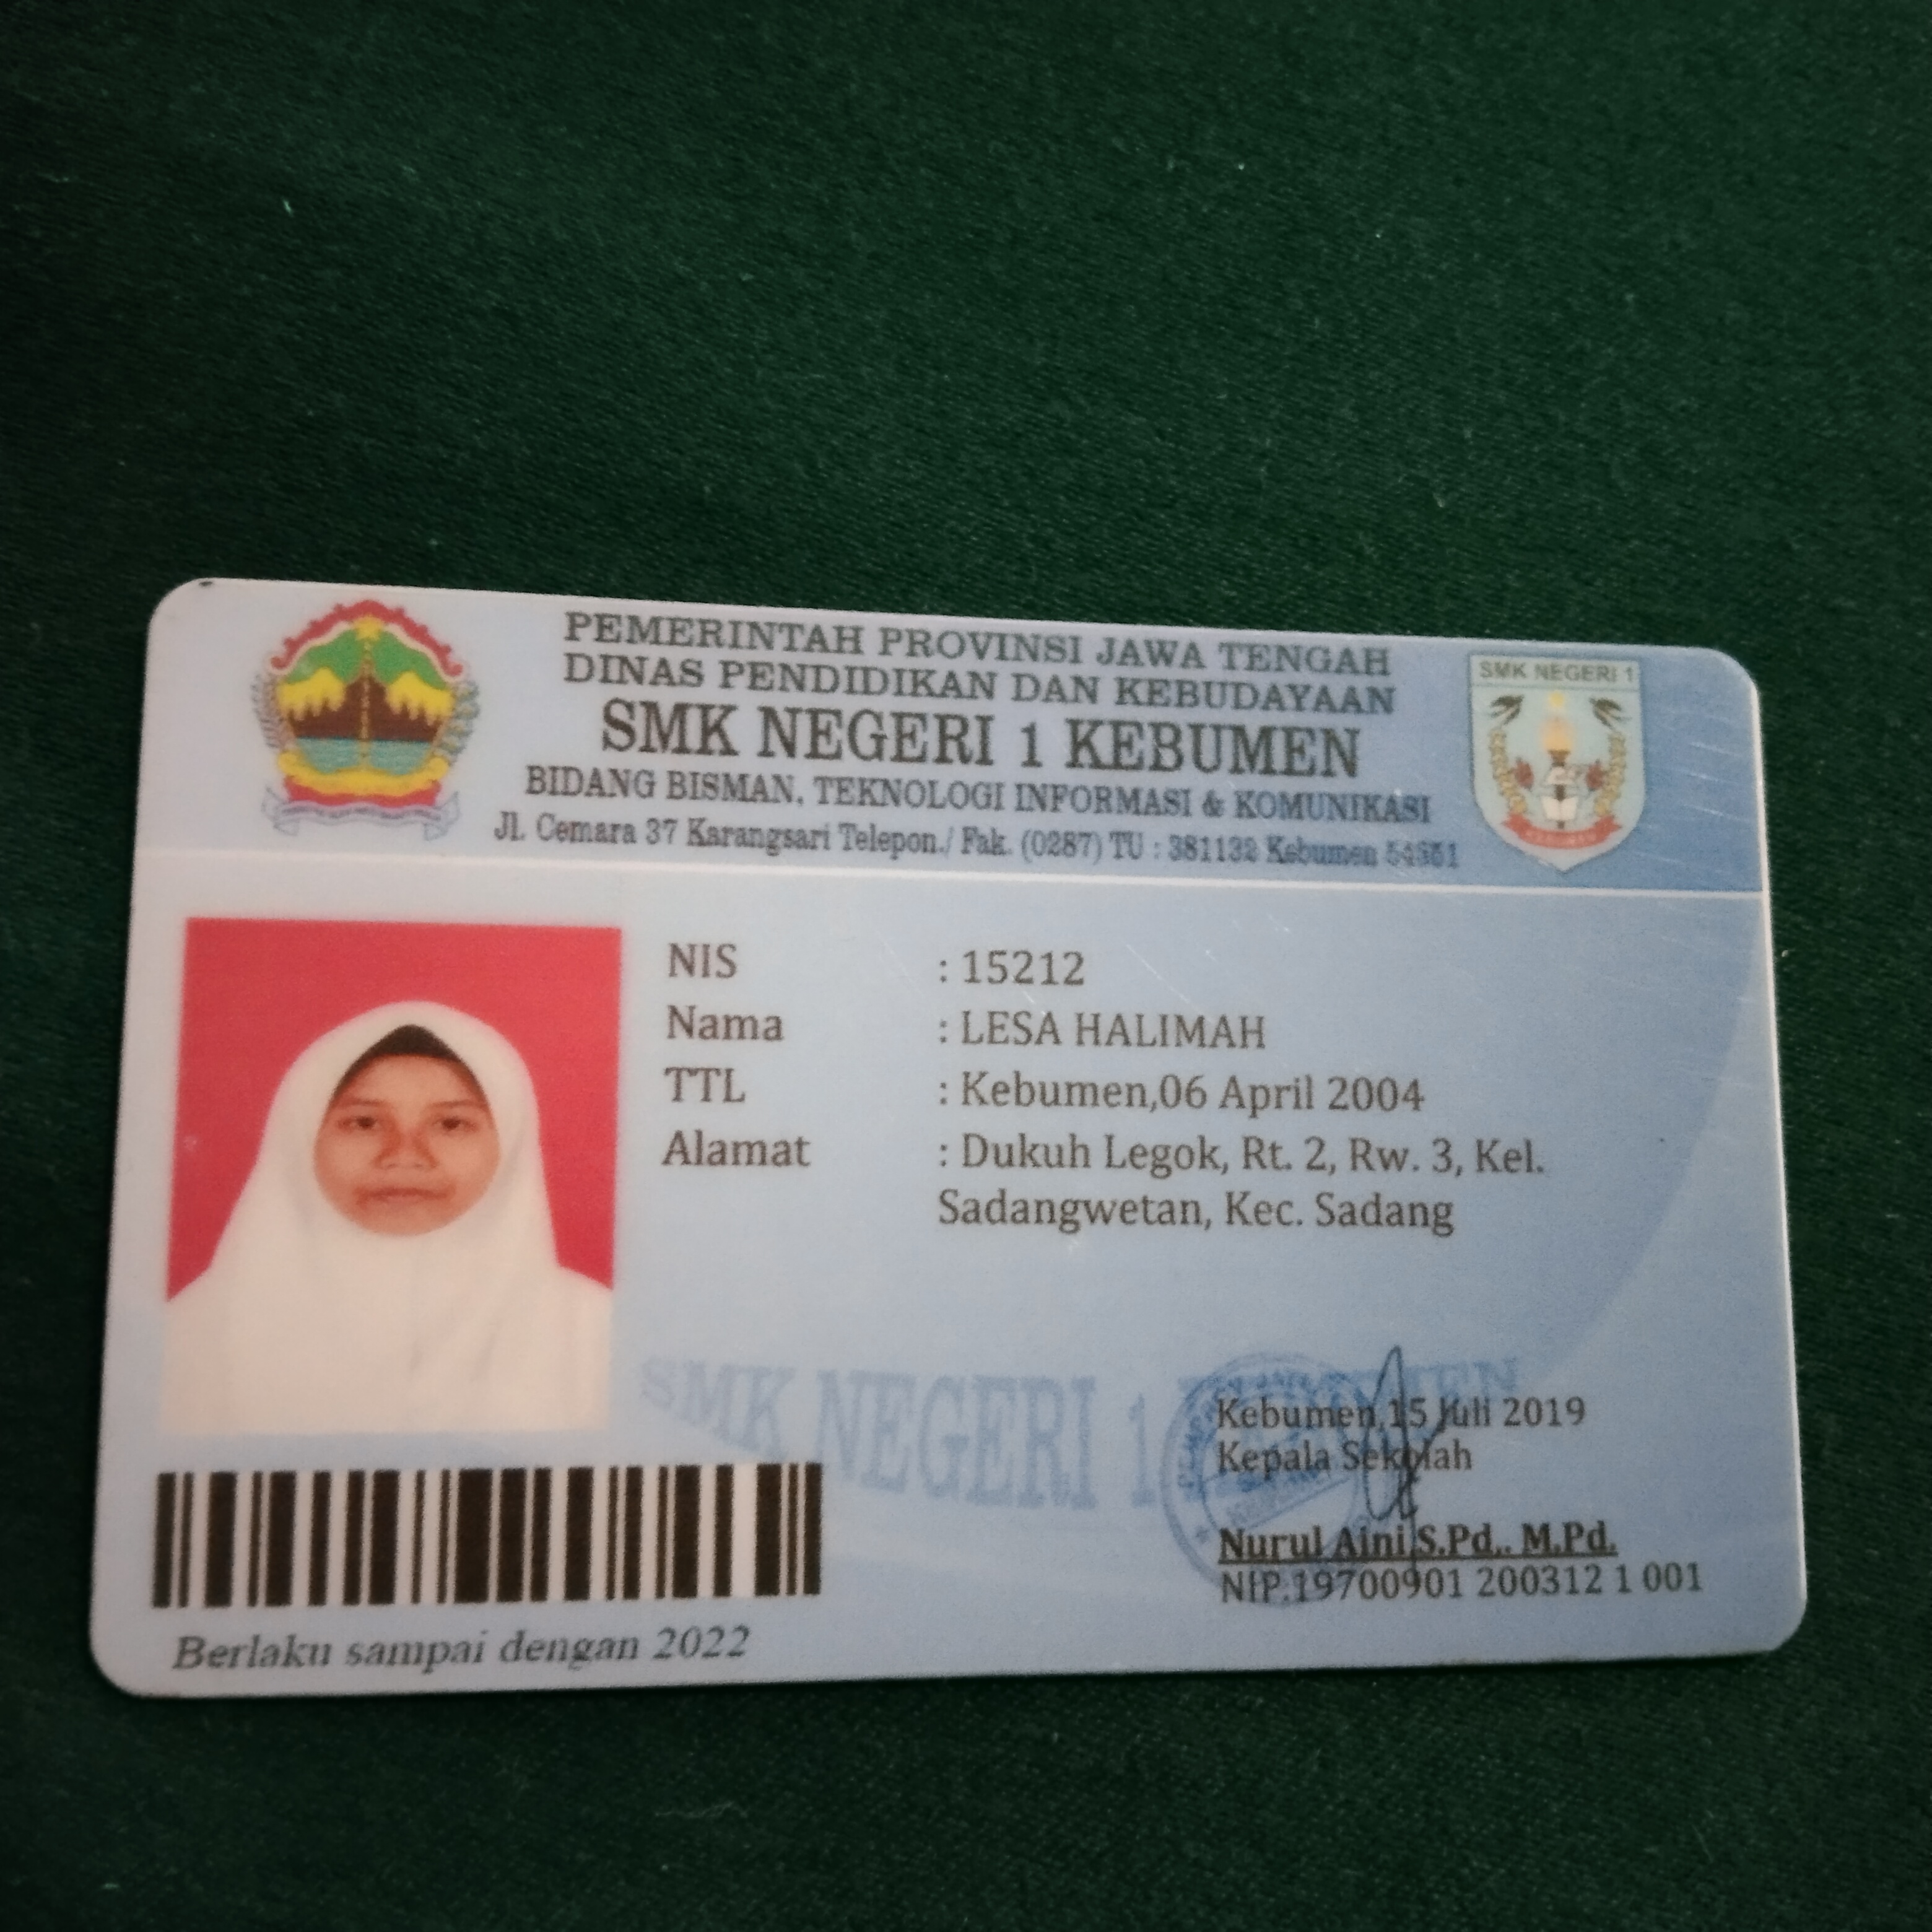 PEMERINTAH PROVINSI JAWA TENGAH
DINAS PENDIDIKAN DAN KEBUDAYAAN
SMK NEGERI 1 KEBUMEN
BIDANG BISMAN, TEKNOLOGI INFORMASI & KOMUNIKASI
Jl. Cemara 37 Karangsari Telepon./ Fak. (0287) TU : 381132 Kebumen
SMK NEGERI 1
KEBUMEN
NIS : 15212
Nama : LESA HALIMAH
TTL : Kebumen,06 April 2004
Alamat : Dukuh Legok, Rt. 2, Rw. 3, Kel.
Sadangwetan, Kec. Sadang
SMK NEGERI 1 KEBUMEN
Kebumen,15 Juli 2019
Kepala Sekolah
Nurul Aini,S.Pd., M.Pd.
NIP.19700901 200312 1 001
Berlaku sampai dengan 2022